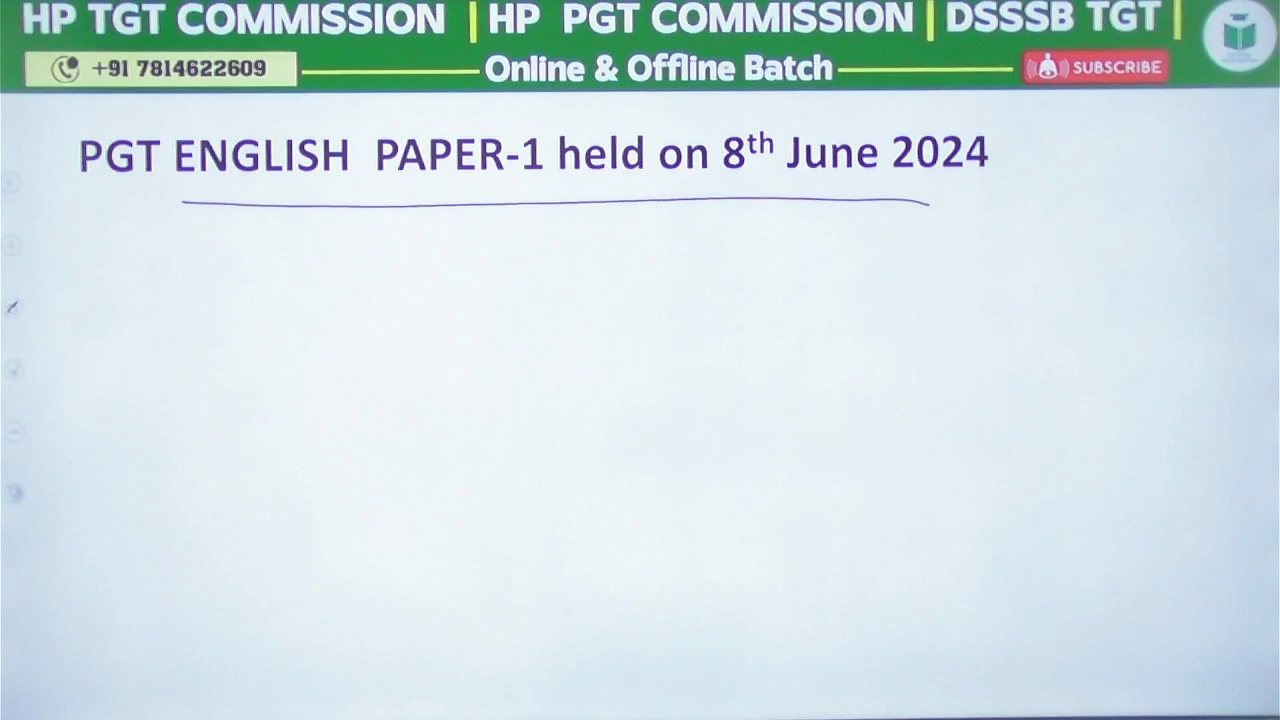 HP TGT COMMISSION | HP PGT COMMISSION | DSSSB TGT |
+91 7814622609 Online & Offline Batch SUBSCRIBE
PGT ENGLISH PAPER-1 held on 8th June 2024